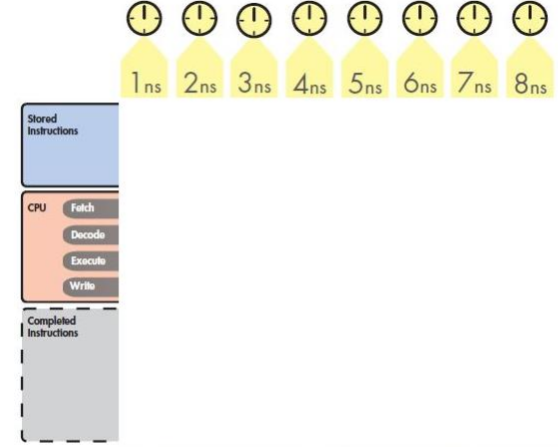 1ns 2ns 3ns 4ns 5ns 6ns 7ns 8ns
Stored
Instructions
CPU
Fetch
Decode
Execute
Write
Completed
Instructions